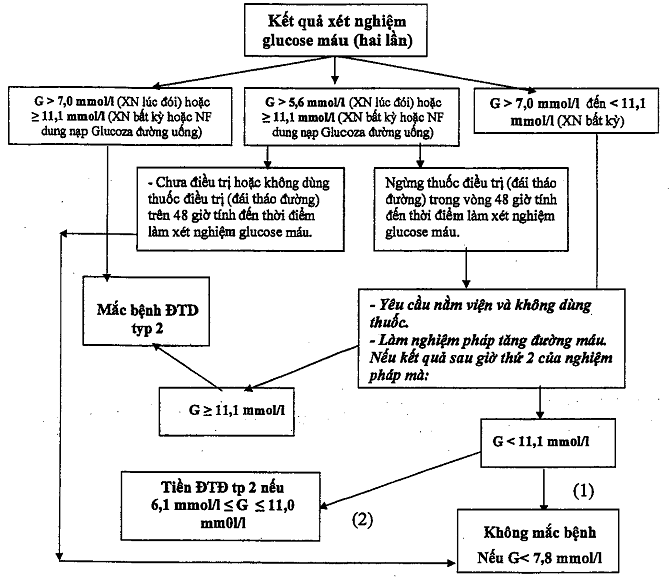 Kết quả xét nghiệm
glucose máu (hai lần)
G > 7,0 mmol/l (XN lúc đói) hoặc
≥ 11,1 mmol/l (XN bất kỳ hoặc NF
dung nạp Glucoza đường uống)
G > 5,6 mmol/l (XN lúc đói) hoặc
≥ 11,1 mmol/l (XN bất kỳ hoặc NF
dung nạp Glucoza đường uống)
G > 7,0 mmol/l đến < 11,1
mmol/l (XN bất kỳ)
- Chưa điều trị hoặc không dùng
thuốc điều trị (đái tháo đường)
trên 48 giờ tính đến thời điểm
làm xét nghiệm glucose máu.
Ngừng thuốc điều trị (đái tháo
đường) trong vòng 48 giờ tính
đến thời điểm làm xét nghiệm
glucose máu.
Mắc bệnh ĐTD
typ 2
- Yêu cầu nằm viện và không dùng
thuốc.
- Làm nghiệm pháp tăng đường máu.
Nếu kết quả sau giờ thứ 2 của nghiệm
pháp mà:
G ≥ 11,1 mmol/l
G < 11,1 mmol/l
Tiền ĐTĐ tp 2 nếu
6,1 mmol/l ≤ G ≤ 11,0
mm0l/l
(2)
(1)
Không mắc bệnh
Nếu G< 7,8 mmol/l